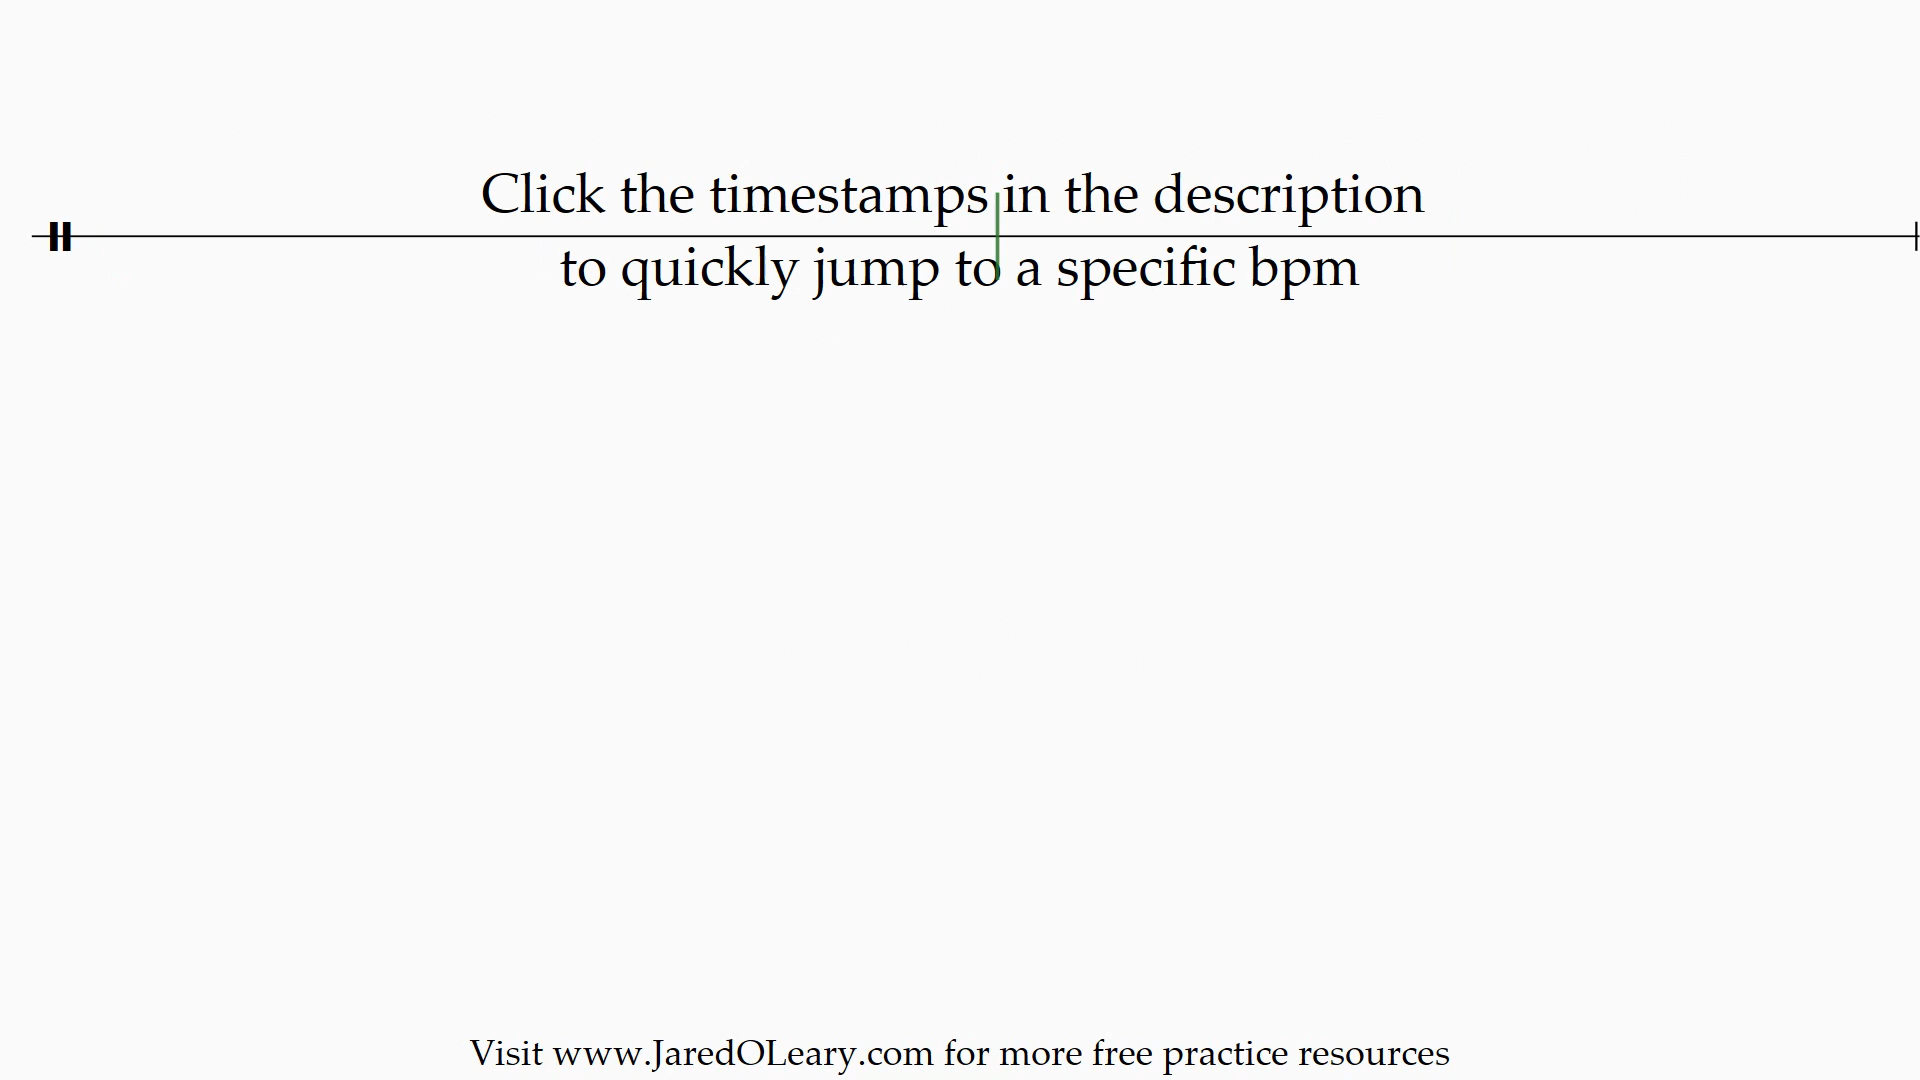 Click the timestamps in the description
to quickly jump to a specific bpm
Visit www.JaredOLeary.com for more free practice resources